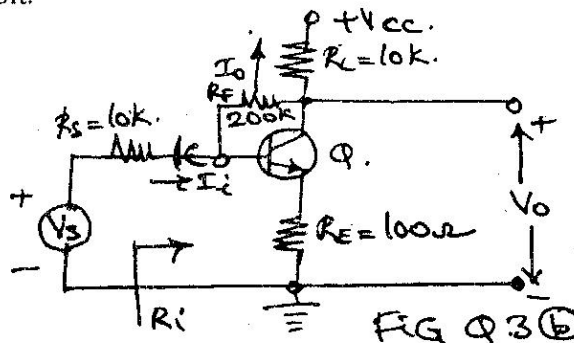 +Vcc.
RL=10K.
Io
RF
200K
RS=10K.
Ii
Q.
+
VS
-
RE=100Ω
+
Vo
-
Ri
FIG Q3 (b)